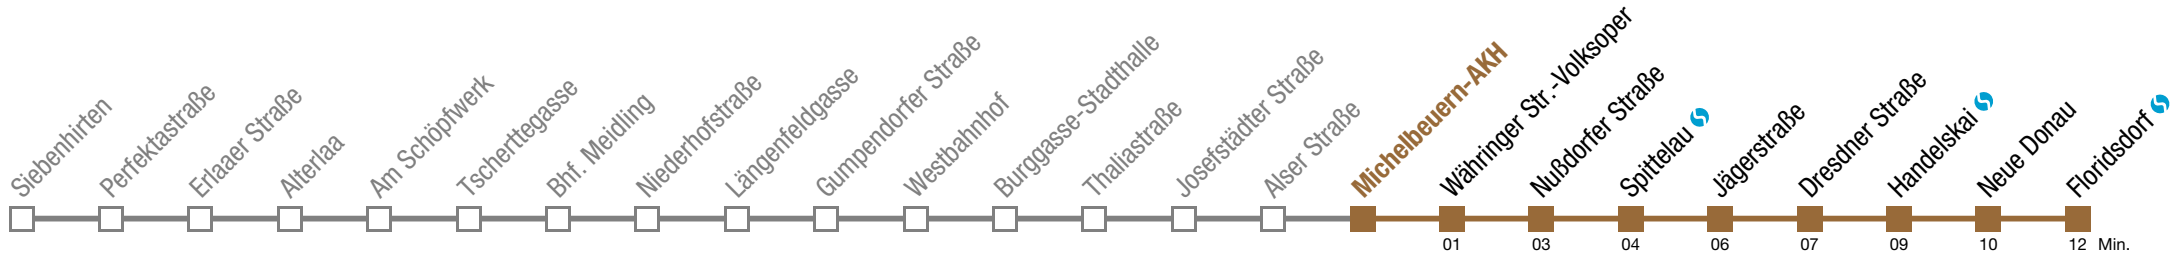 Siebenhirten
Perfektastraße
Erlaaer Straße
Alterlaa
Am Schöpfwerk
Tscherttegasse
Bhf. Meidling
Niederhofstraße
Längenfeldgasse
Gumpendorfer Straße
Westbahnhof
Burggasse-Stadthalle
Thaliastraße
Josefstädter Straße
Alser Straße
Michelbeuern-AKH
Währinger Str.-Volksoper
Nußdorfer Straße
Spittelau
Jägerstraße
Dresdner Straße
Handelskai
Neue Donau
Floridsdorf
01 03 04 06 07 09 10 12 Min.